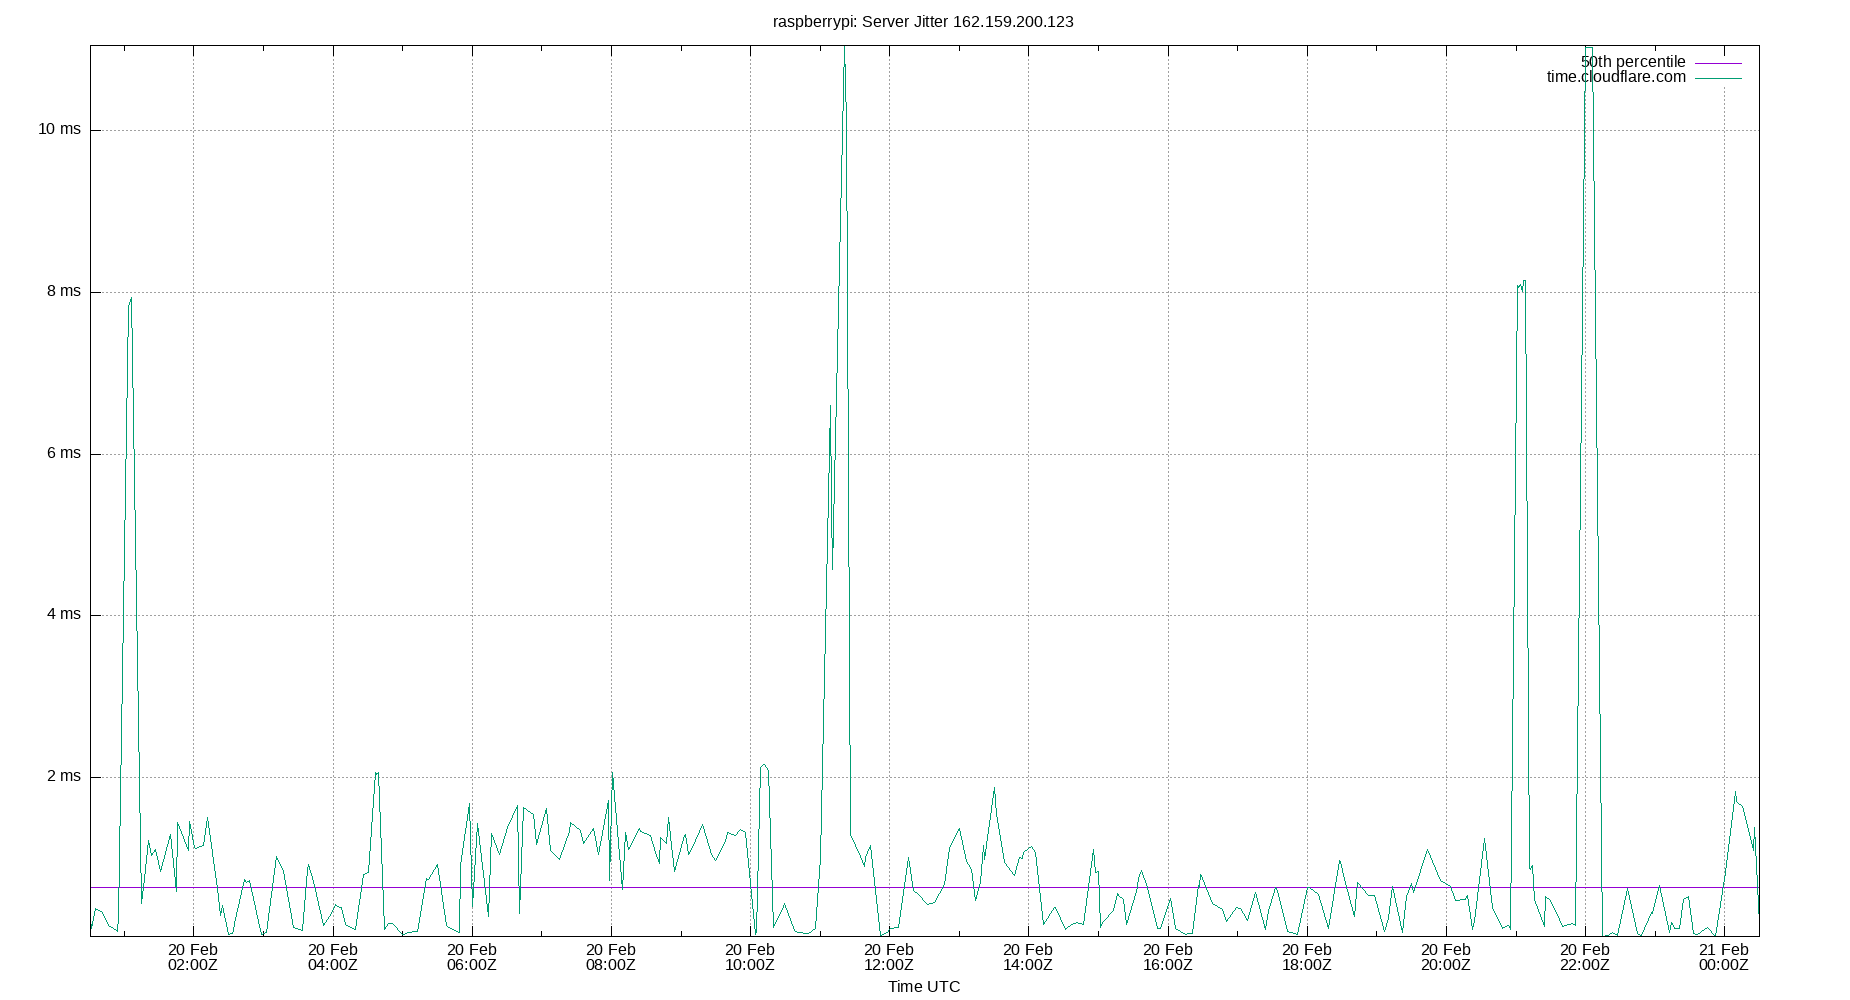 raspberrypi: Server Jitter 162.159.200.123
50th percentile
time.cloudflare.com
10 ms
8 ms
6 ms
4 ms
2 ms
20 Feb 20 Feb 20 Feb 20 Feb 20 Feb 20 Feb 20 Feb 20 Feb 20 Feb 20 Feb 20 Feb 21 Feb
02:00Z 04:00Z 06:00Z 08:00Z 10:00Z 12:00Z 14:00Z 16:00Z 18:00Z 20:00Z 22:00Z 00:00Z
Time UTC